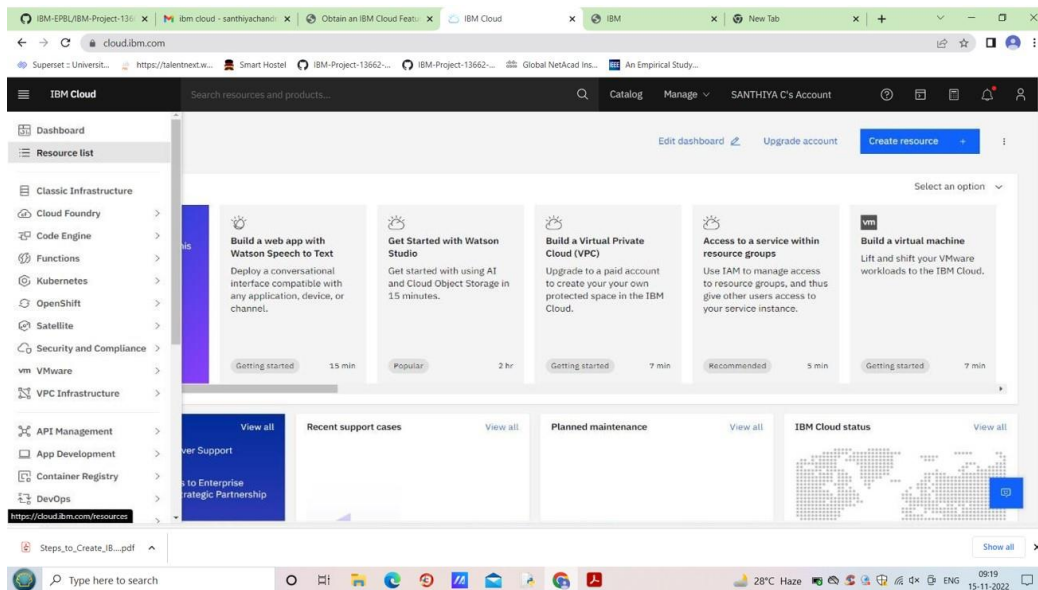 IBM-EPBL/IBM-Project-136
ibm cloud - santhiyachand
Obtain an IBM Cloud Featu
IBM Cloud
IBM
New Tab
cloud.ibm.com
Superset :: Universit...
https://talentnext.w...
Smart Hostel
IBM-Project-13662-...
IBM-Project-13662-...
Global NetAcad Ins...
An Empirical Study...
IBM Cloud
Search resources and products...
Catalog
Manage
SANTHIYA C's Account
Dashboard
Resource list
Classic Infrastructure
Cloud Foundry
Code Engine
Functions
Kubernetes
OpenShift
Satellite
Security and Compliance
vm VMware
VPC Infrastructure
API Management
App Development
Container Registry
DevOps
https://cloud.ibm.com/resources
Edit dashboard
Upgrade account
Create resource +
Select an option
his
Build a web app with
Watson Speech to Text
Deploy a conversational
interface compatible with
any application, device, or
channel.
Getting started 15 min
Get Started with Watson
Studio
Get started with using AI
and Cloud Object Storage in
15 minutes.
Popular 2 hr
Build a Virtual Private
Cloud (VPC)
Upgrade to a paid account
to create your your own
protected space in the IBM
Cloud.
Getting started 7 min
Access to a service within
resource groups
Use IAM to manage access
to resource groups, and thus
give other users access to
your service instance.
Recommended 5 min
vm
Build a virtual machine
Lift and shift your VMware
workloads to the IBM Cloud.
Getting started 7 min
View all
ver Support
s to Enterprise
trategic Partnership
Recent support cases View all
Planned maintenance View all
IBM Cloud status View all
Steps_to_Create_IB....pdf
Show all
Type here to search
28°C Haze
ENG
09:19
15-11-2022